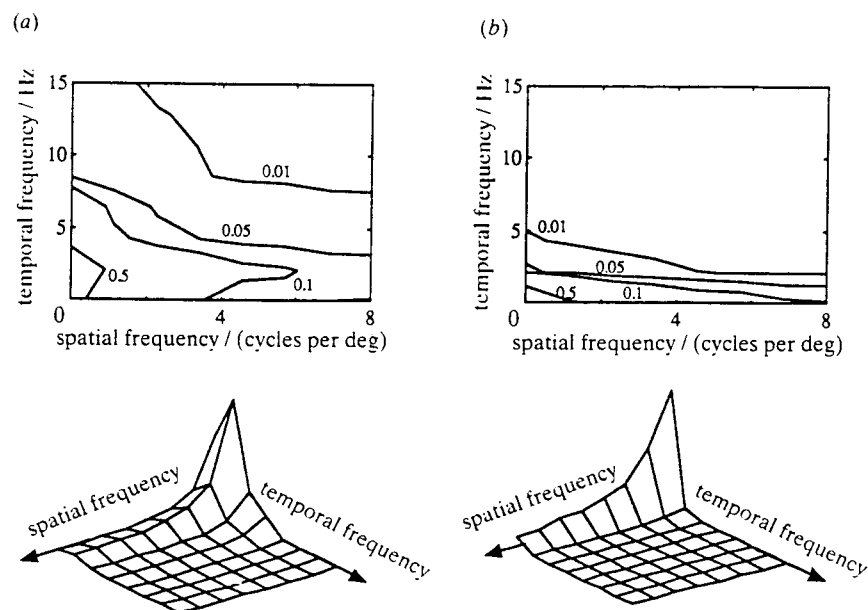 (a)
temporal frequency / Hz
15
10
5
0
0.01
0.05
0.5
0.1
0
4
8
spatial frequency / (cycles per deg)
(b)
temporal frequency / Hz
15
10
5
0
0.01
0.05
0.5
0.1
0
4
8
spatial frequency / (cycles per deg)
spatial frequency
temporal frequency
spatial frequency
temporal frequency